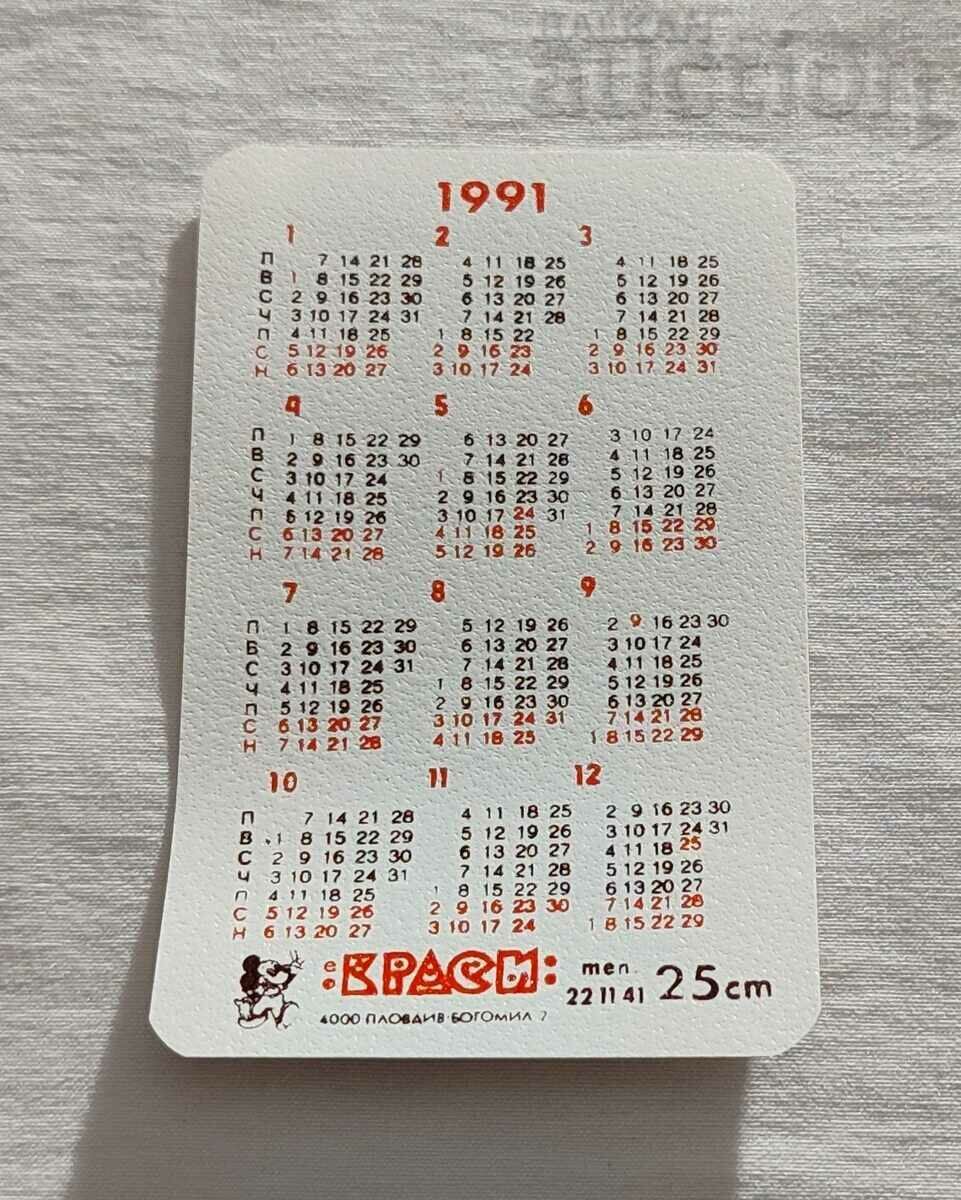 БАЛКАН
auction
1991
1 2 3
П 7 14 21 28 4 11 18 25 4 11 18 25
В 1 8 15 22 29 5 12 19 26 5 12 19 26
С 2 9 16 23 30 6 13 20 27 6 13 20 27
Ч 3 10 17 24 31 7 14 21 28 7 14 21 28
П 4 11 18 25 1 8 15 22 1 8 15 22 29
С 5 12 19 26 2 9 16 23 2 9 16 23 30
Н 6 13 20 27 3 10 17 24 3 10 17 24 31
4 5 6
П 1 8 15 22 29 6 13 20 27 3 10 17 24
В 2 9 16 23 30 7 14 21 28 4 11 18 25
С 3 10 17 24 1 8 15 22 29 5 12 19 26
Ч 4 11 18 25 2 9 16 23 30 6 13 20 27
П 5 12 19 26 3 10 17 24 31 7 14 21 28
С 6 13 20 27 4 11 18 25 1 8 15 22 29
Н 7 14 21 28 5 12 19 26 2 9 16 23 30
7 8 9
П 1 8 15 22 29 5 12 19 26 2 9 16 23 30
Б 2 9 16 23 30 6 13 20 27 3 10 17 24
С 3 10 17 24 31 7 14 21 28 4 11 18 25
Ч 4 11 18 25 1 8 15 22 29 5 12 19 26
П 5 12 19 26 2 9 16 23 30 6 13 20 27
С 6 13 20 27 3 10 17 24 31 7 14 21 28
Н 7 14 21 28 4 11 18 25 1 8 15 22 29
10 11 12
П 7 14 21 28 4 11 18 25 2 9 16 23 30
В 1 8 15 22 29 5 12 19 26 3 10 17 24 31
С 2 9 16 23 30 6 13 20 27 4 11 18 25
Ч 3 10 17 24 31 7 14 21 28 5 12 19 26
П 4 11 18 25 1 8 15 22 29 6 13 20 27
С 5 12 19 26 2 9 16 23 30 7 14 21 28
Н 6 13 20 27 3 10 17 24 1 8 15 22 29
е :КРАСИ: тел. 25 ст
22 11 41
4000 ПЛОВДИВ·БОГОМИЛ 7